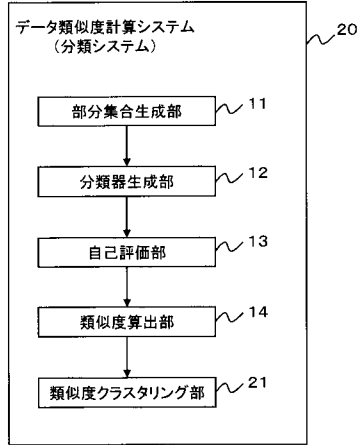 データ類似度計算システム
(分類システム)
20
部分集合生成部
11
分類器生成部
12
自己評価部
13
類似度算出部
14
類似度クラスタリング部
21